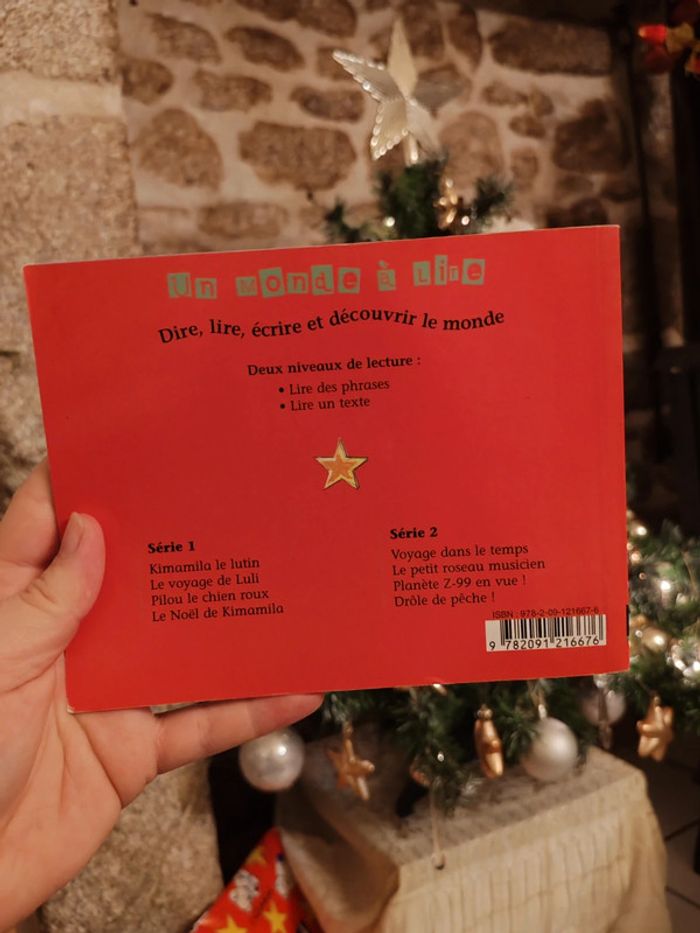 Un monde à lire
Dire, lire, écrire et découvrir le monde
Deux niveaux de lecture :
• Lire des phrases
• Lire un texte
Série 1
Kimamila le lutin
Le voyage de Luli
Pilou le chien roux
Le Noël de Kimamila
Série 2
Voyage dans le temps
Le petit roseau musicien
Planète Z-99 en vue !
Drôle de pêche !
ISBN : 978-2-09-121667-6
9 782091 216676